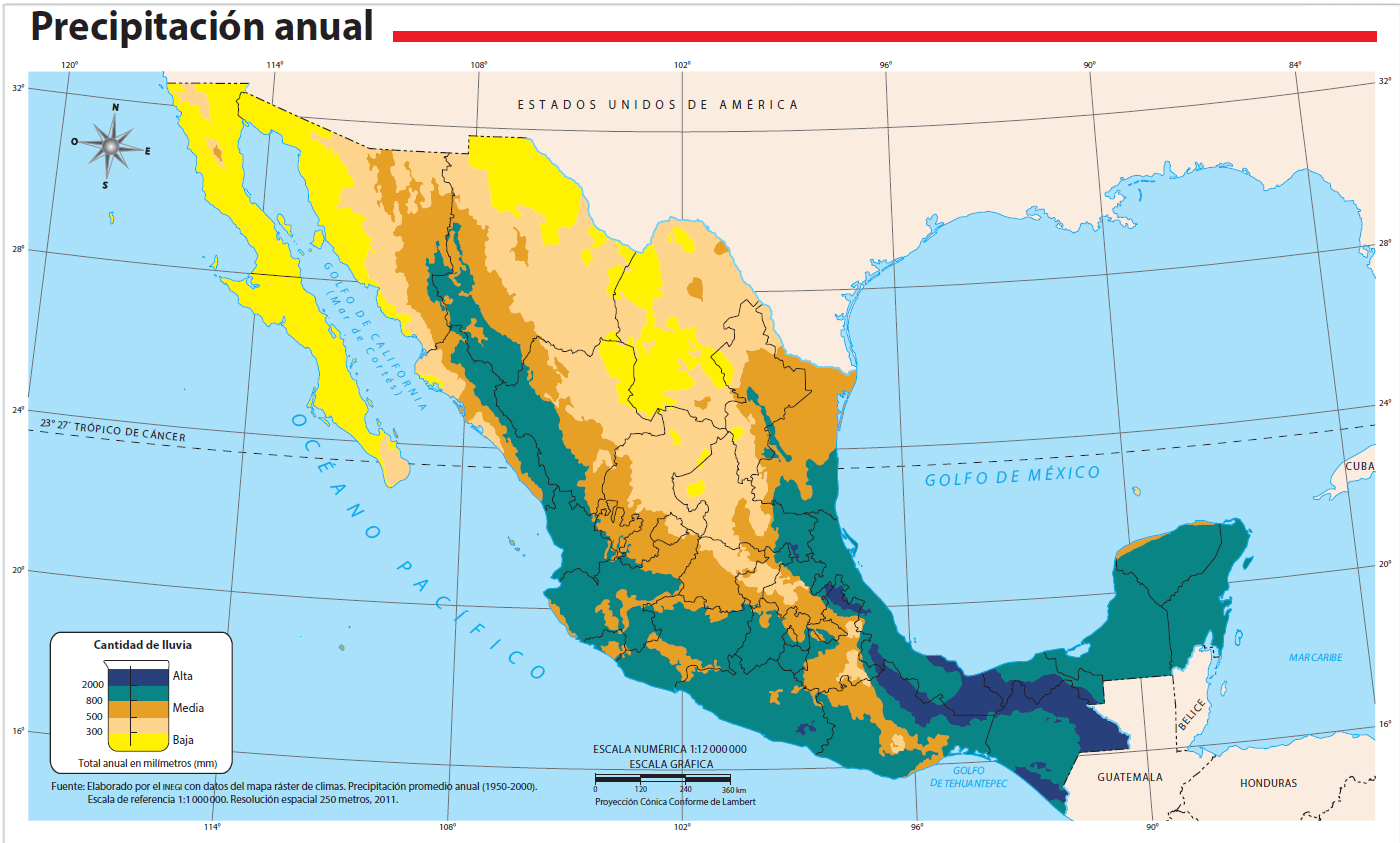 Precipitación anual
120°
114°
108°
102°
96°
90°
84°
32°
32°
ESTADOS UNIDOS DE AMÉRICA
N
O
E
S
28°
28°
GOLFO DE CALIFORNIA
(Mar de Cortés)
24°
24°
23° 27´ TRÓPICO DE CÁNCER
OCÉANO PACÍFICO
GOLFO DE MÉXICO
CUBA
20°
20°
MAR CARIBE
BELICE
16°
16°
GUATEMALA
HONDURAS
GOLFO
DE TEHUANTEPEC
Cantidad de lluvia
Alta
2000
800
Media
500
300
Baja
Total anual en milímetros (mm)
ESCALA NUMÉRICA 1:12 000 000
ESCALA GRÁFICA
0 120 240 360 km
Proyección Cónica Conforme de Lambert
Fuente: Elaborado por el INEGI con datos del mapa ráster de climas. Precipitación promedio anual (1950-2000).
Escala de referencia 1:1 000 000. Resolución espacial 250 metros, 2011.
114°
108°
102°
96°
90°